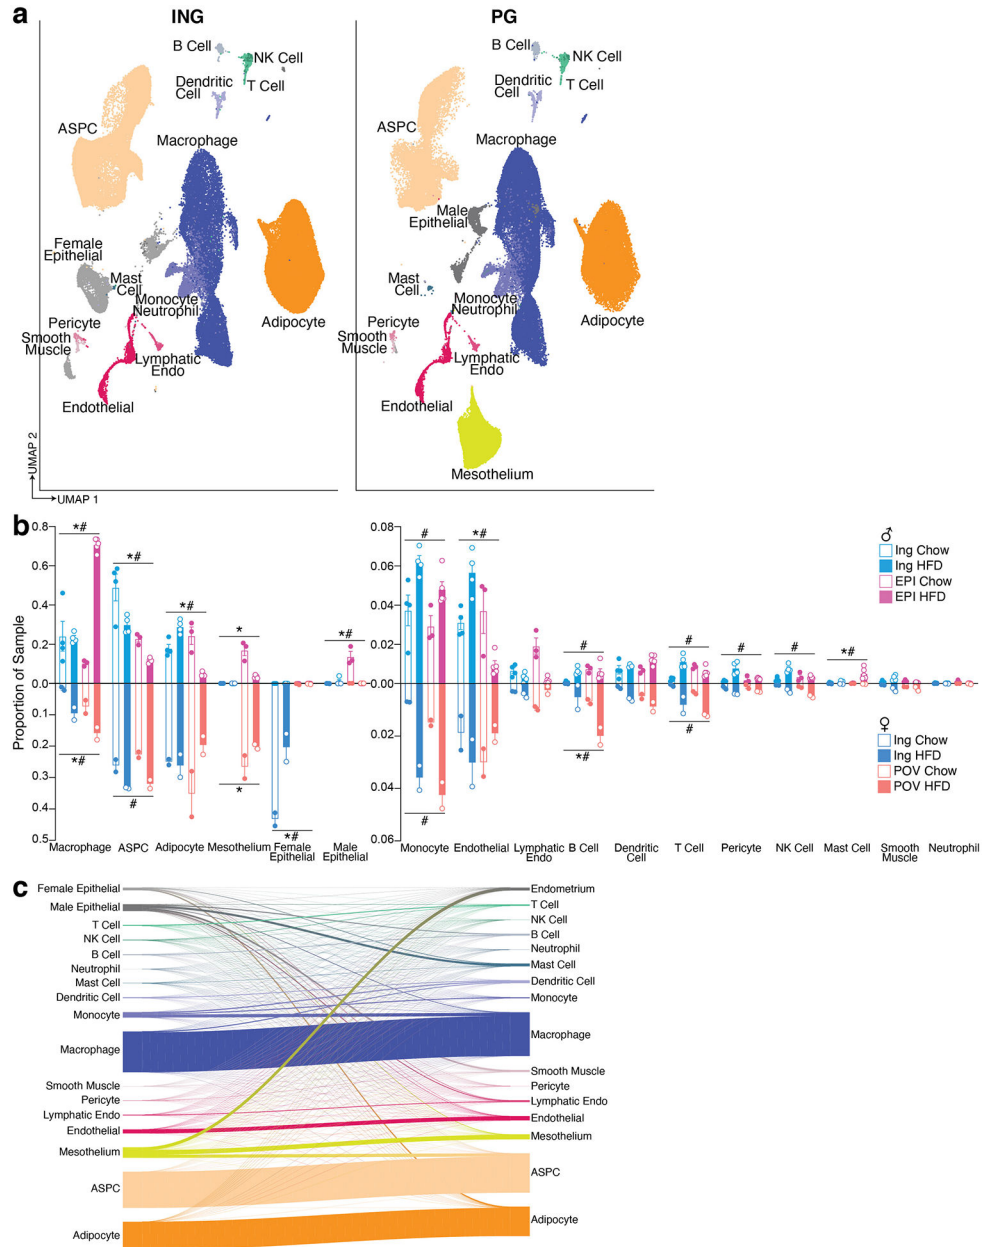 a
ING
PG
B Cell
NK Cell
T Cell
Dendritic
Cell
ASPC
Macrophage
Female
Epithelial
Mast
Cell
Monocyte
Neutrophil
Pericyte
Smooth
Muscle
Lymphatic
Endo
Endothelial
Adipocyte
UMAP 2
UMAP 1
B Cell
NK Cell
T Cell
Dendritic
Cell
ASPC
Macrophage
Male
Epithelial
Mast
Cell
Monocyte
Neutrophil
Pericyte
Smooth
Muscle
Lymphatic
Endo
Endothelial
Adipocyte
Mesothelium
b
Proportion of Sample
0.8
0.6
0.4
0.2
0.0
0.1
0.2
0.3
0.4
0.5
*#
*#
*#
*
*#
*#
#
*
*#
Macrophage
ASPC
Adipocyte
Mesothelium
Female
Epithelial
Male
Epithelial
0.08
0.06
0.04
0.02
0.00
0.02
0.04
0.06
#
*#
#
#
#
#
*#
#
*#
#
Monocyte
Endothelial
Lymphatic
Endo
B Cell
Dendritic
Cell
T Cell
Pericyte
NK Cell
Mast Cell
Smooth
Muscle
Neutrophil
♂
Ing Chow
Ing HFD
EPI Chow
EPI HFD
♀
Ing Chow
Ing HFD
POV Chow
POV HFD
c
Female Epithelial
Male Epithelial
T Cell
NK Cell
B Cell
Neutrophil
Mast Cell
Dendritic Cell
Monocyte
Macrophage
Smooth Muscle
Pericyte
Lymphatic Endo
Endothelial
Mesothelium
ASPC
Adipocyte
Endometrium
T Cell
NK Cell
B Cell
Neutrophil
Mast Cell
Dendritic Cell
Monocyte
Macrophage
Smooth Muscle
Pericyte
Lymphatic Endo
Endothelial
Mesothelium
ASPC
Adipocyte